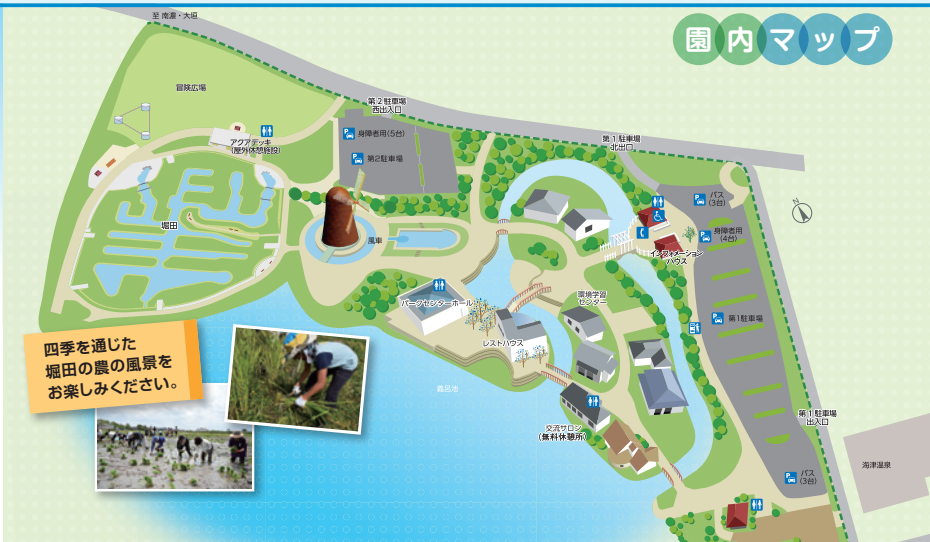 至 南濃・大垣
園内マップ
冒険広場
第2駐車場
西出入口
身障者用(5台)
第2駐車場
アクアデッキ
(屋外休憩施設)
第1駐車場
北出口
バス
(3台)
N
身障者用
(4台)
インフォメーション
ハウス
堀田
風車
パークセンターホール
環境学習
センター
第1駐車場
レストハウス
四季を通じた
堀田の農の風景を
お楽しみください。
交流サロン
(無料休憩所)
第1駐車場
出入口
海津温泉
バス
(3台)